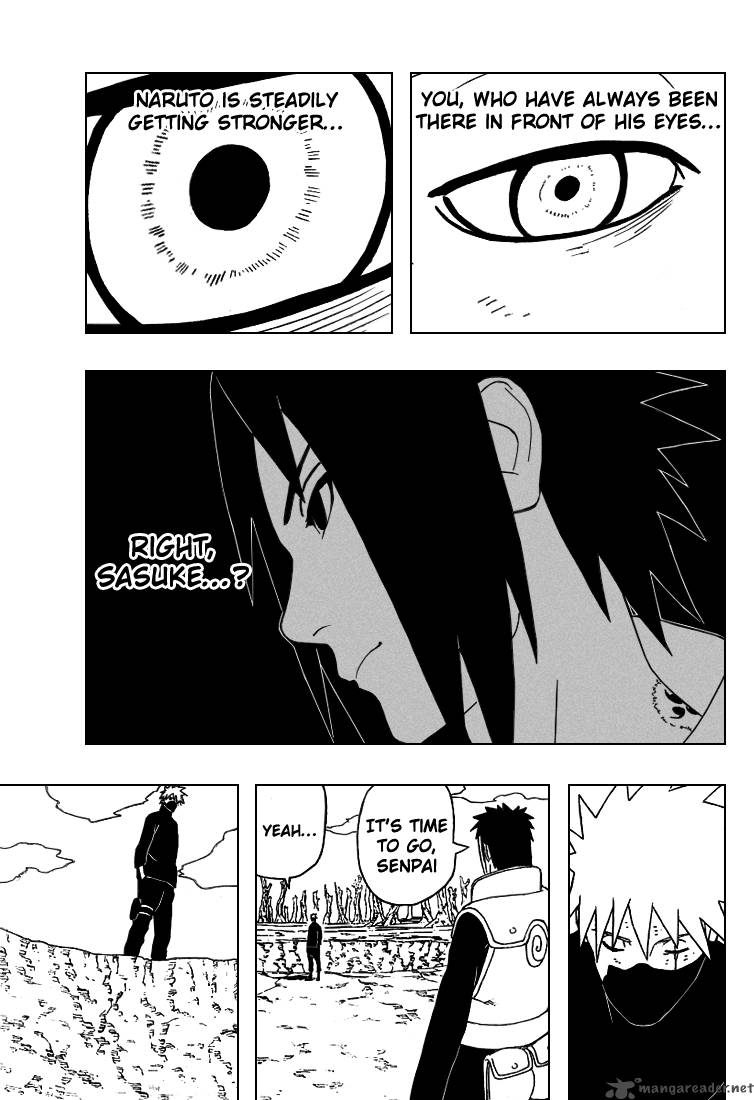 YOU, WHO HAVE ALWAYS BEEN
THERE IN FRONT OF HIS EYES...
NARUTO IS STEADILY
GETTING STRONGER...
RIGHT,
SASUKE...?
IT'S TIME
TO GO,
SENPAI
YEAH...
mangareader.net